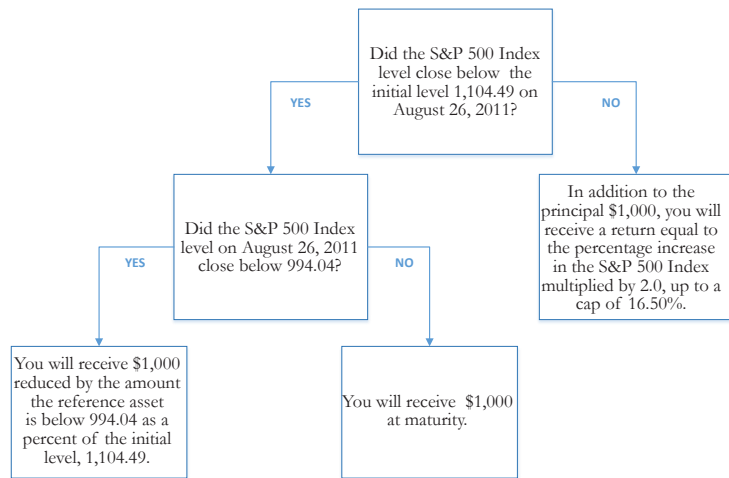 Did the S&P 500 Index
level close below the
initial level 1,104.49 on
August 26, 2011?
YES
NO
Did the S&P 500 Index
level on August 26, 2011
close below 994.04?
In addition to the
principal $1,000, you will
receive a return equal to
the percentage increase
in the S&P 500 Index
multiplied by 2.0, up to a
cap of 16.50%.
YES
NO
You will receive $1,000
reduced by the amount
the reference asset
is below 994.04 as a
percent of the initial
level, 1,104.49.
You will receive $1,000
at maturity.